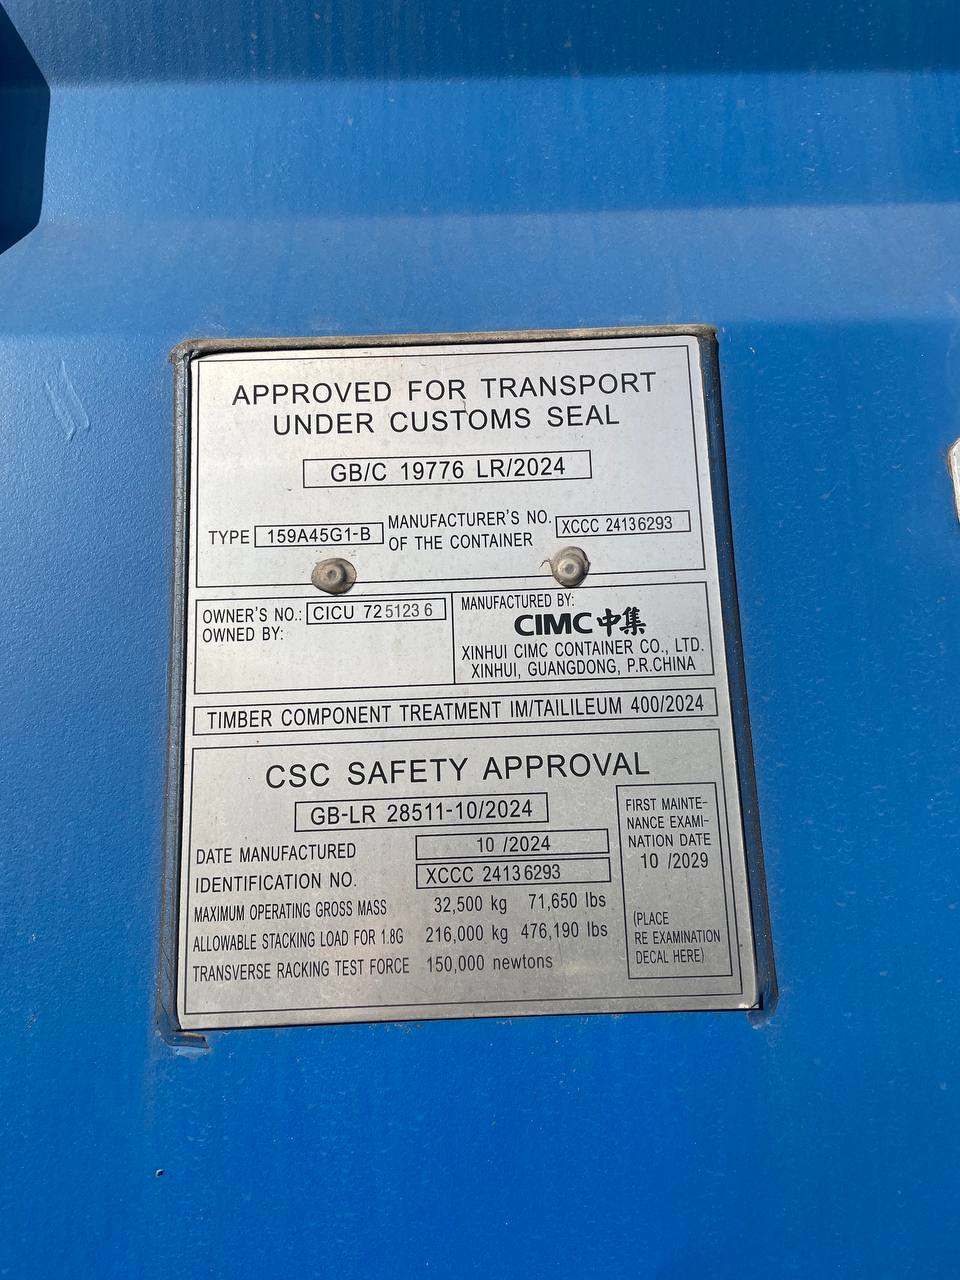 APPROVED FOR TRANSPORT
UNDER CUSTOMS SEAL
GB/C 19776 LR/2024
TYPE 159A45G1-B
MANUFACTURER'S NO.
OF THE CONTAINER
XCCC 24136293
OWNER'S NO.: CICU 725123 6
OWNED BY:
MANUFACTURED BY:
CIMC 中集
XINHUI CIMC CONTAINER CO., LTD.
XINHUI, GUANGDONG, P.R.CHINA
TIMBER COMPONENT TREATMENT IM/TAILILEUM 400/2024
CSC SAFETY APPROVAL
GB-LR 28511-10/2024
DATE MANUFACTURED 10 /2024
IDENTIFICATION NO. XCCC 24136293
MAXIMUM OPERATING GROSS MASS 32,500 kg 71,650 lbs
ALLOWABLE STACKING LOAD FOR 1.8G 216,000 kg 476,190 lbs
TRANSVERSE RACKING TEST FORCE 150,000 newtons
FIRST MAINTE-
NANCE EXAMI-
NATION DATE
10 /2029
(PLACE
RE EXAMINATION
DECAL HERE)